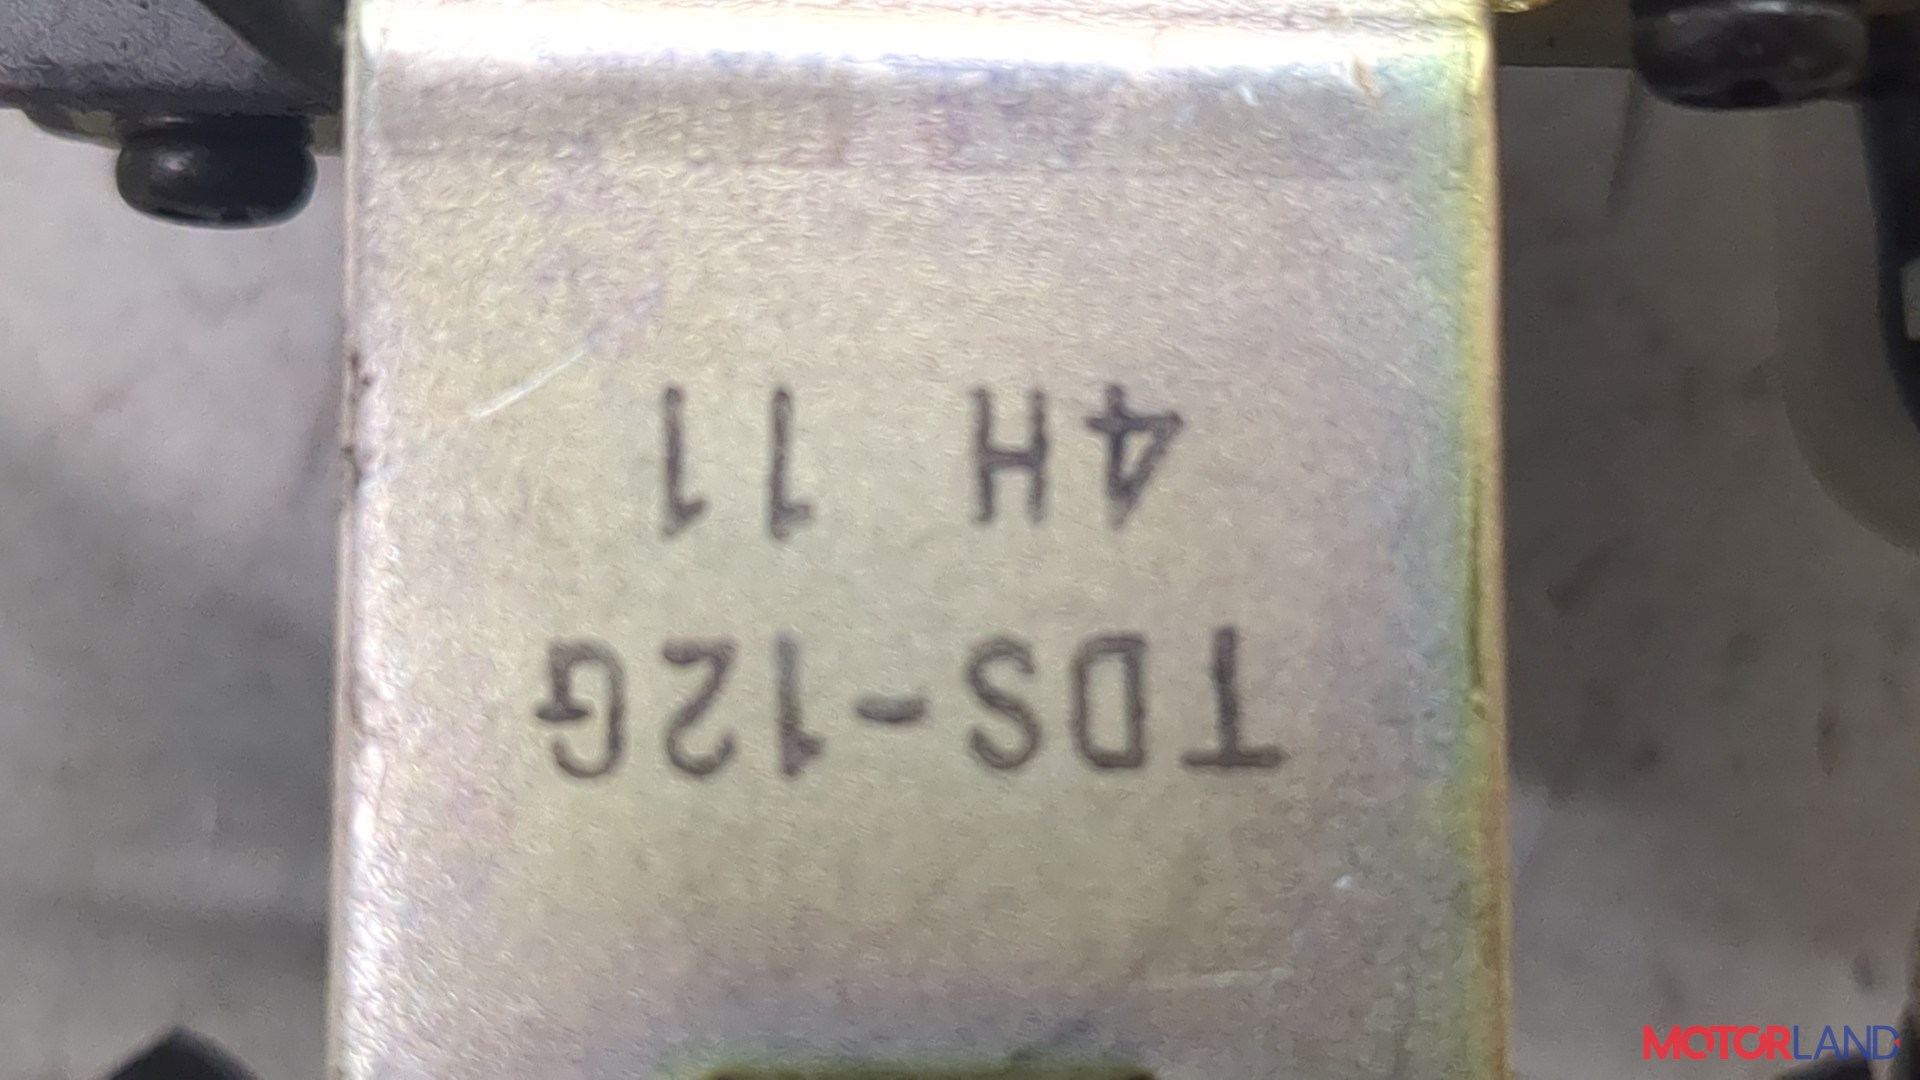 TDS-12G
4H 11
MOTORLAND